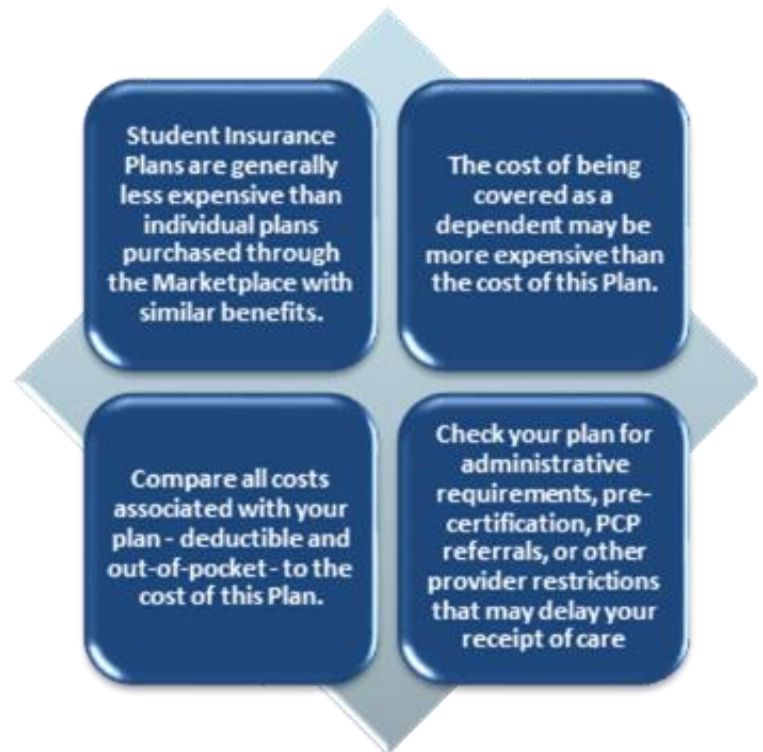 Student Insurance
Plans are generally
less expensive than
individual plans
purchased through
the Marketplace with
similar benefits.
The cost of being
covered as a
dependent may be
more expensive than
the cost of this Plan.
Compare all costs
associated with your
plan - deductible and
out-of-pocket - to the
cost of this Plan.
Check your plan for
administrative
requirements, pre-
certification, PCP
referrals, or other
provider restrictions
that may delay your
receipt of care